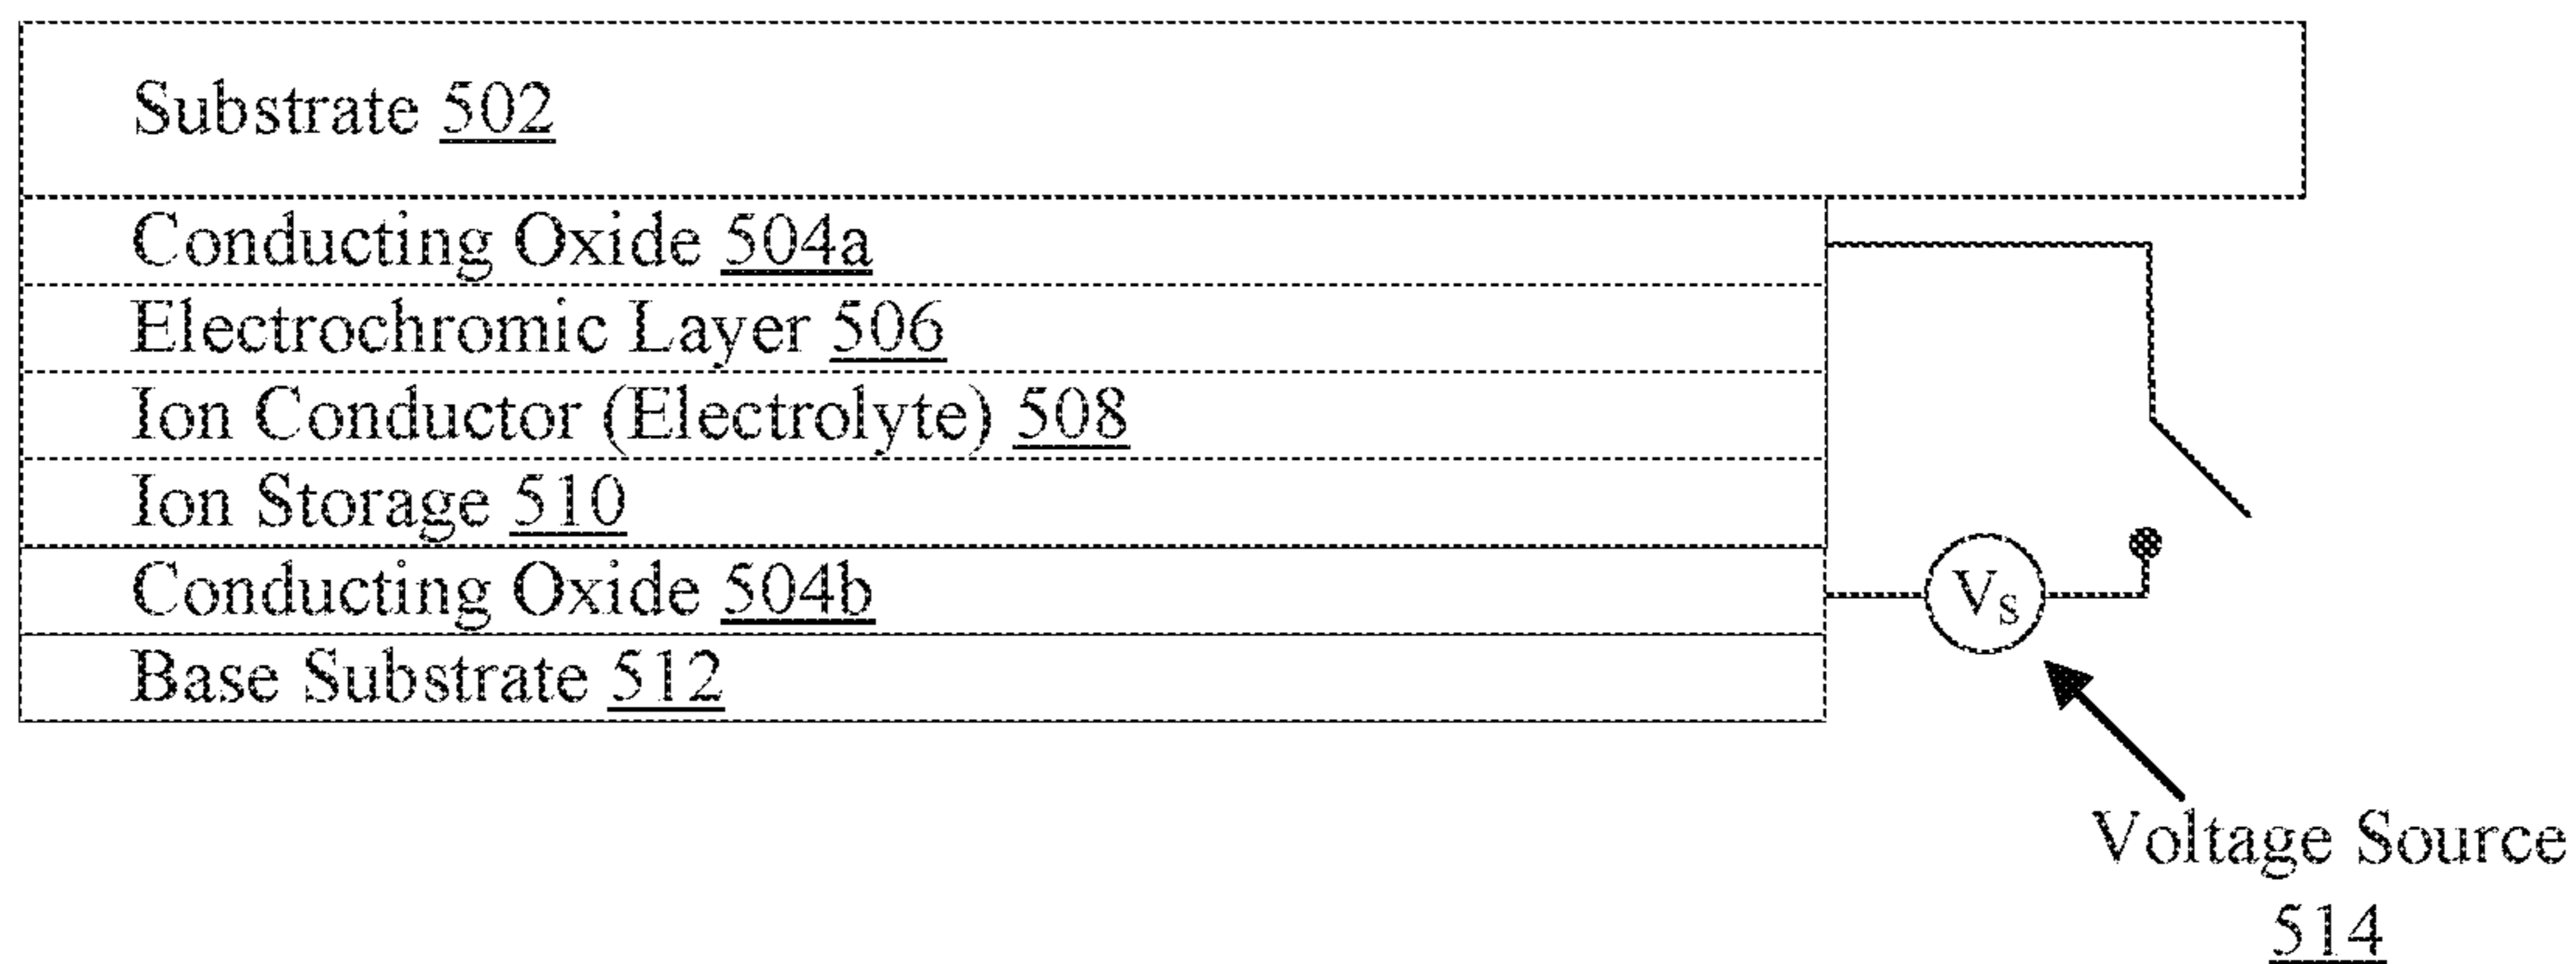 Substrate 502
Conducting Oxide 504a
Electrochromic Layer 506
Ion Conductor (Electrolyte) 508
Ion Storage 510
Conducting Oxide 504b
VS
Base Substrate 512
Voltage Source
514